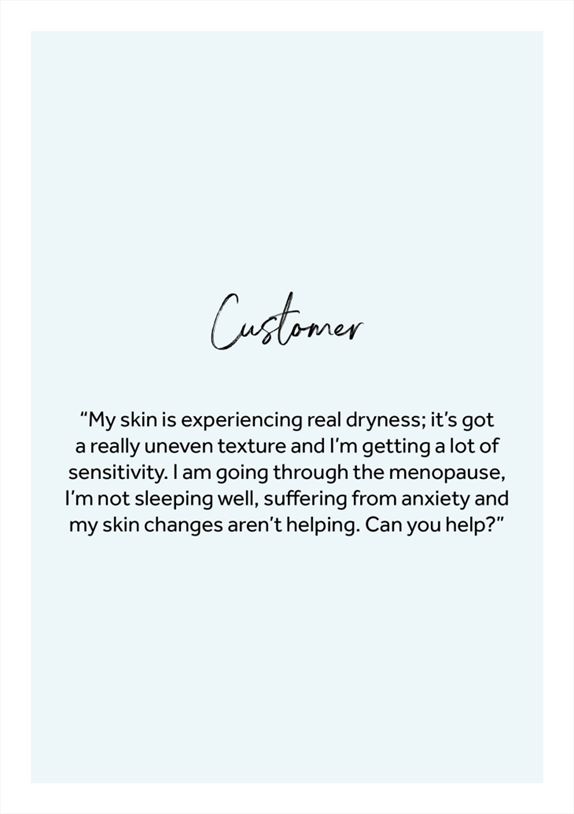 Customer
“My skin is experiencing real dryness; it’s got
a really uneven texture and I’m getting a lot of
sensitivity. I am going through the menopause,
I’m not sleeping well, suffering from anxiety and
my skin changes aren’t helping. Can you help?”